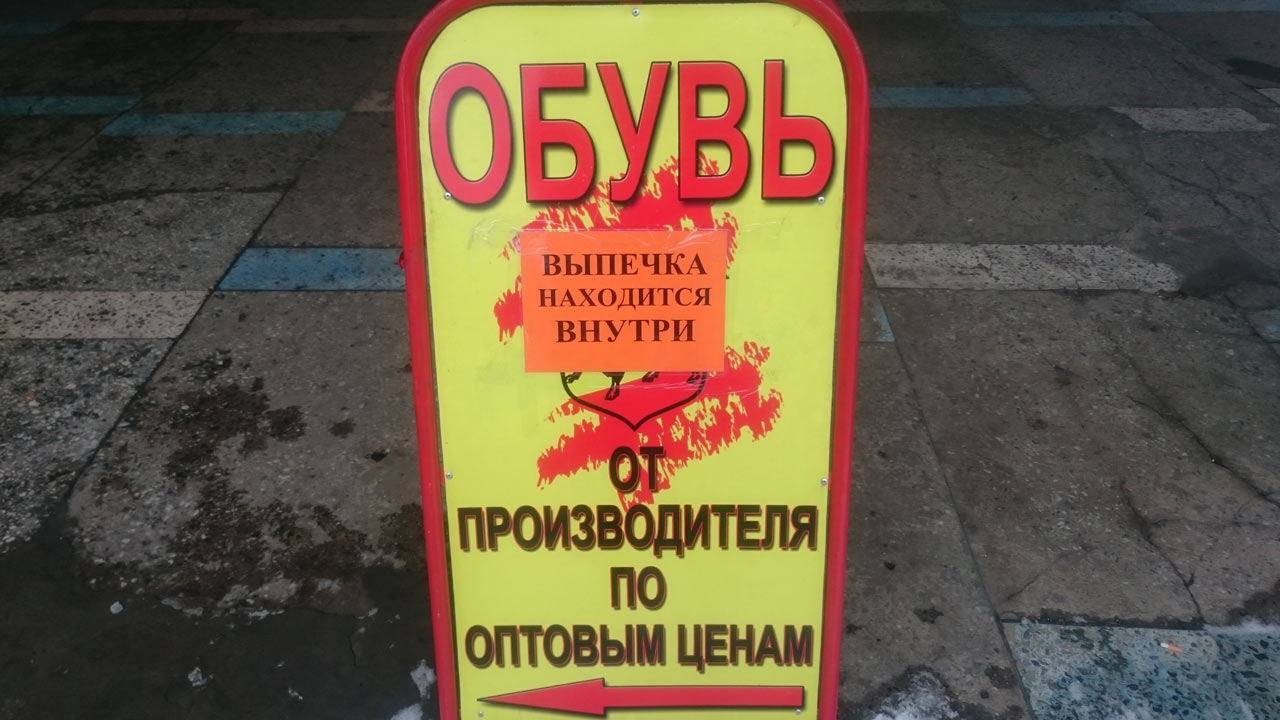 ОБУВЬ
ВЫПЕЧКА
НАХОДИТСЯ
ВНУТРИ
ОТ
ПРОИЗВОДИТЕЛЯ
ПО
ОПТОВЫМ ЦЕНАМ